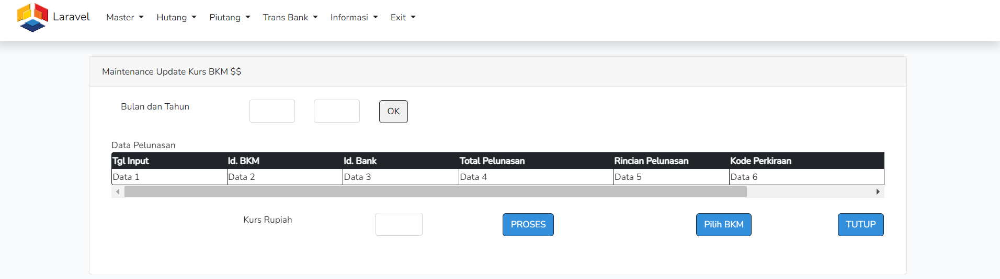 Laravel Master Hutang Piutang Trans Bank Informasi Exit
Maintenance Update Kurs BKM $$
Bulan dan Tahun OK
Data Pelunasan
Tgl Input Id. BKM Id. Bank Total Pelunasan Rincian Pelunasan Kode Perkiraan
Data 1 Data 2 Data 3 Data 4 Data 5 Data 6
Kurs Rupiah PROSES Pilih BKM TUTUP